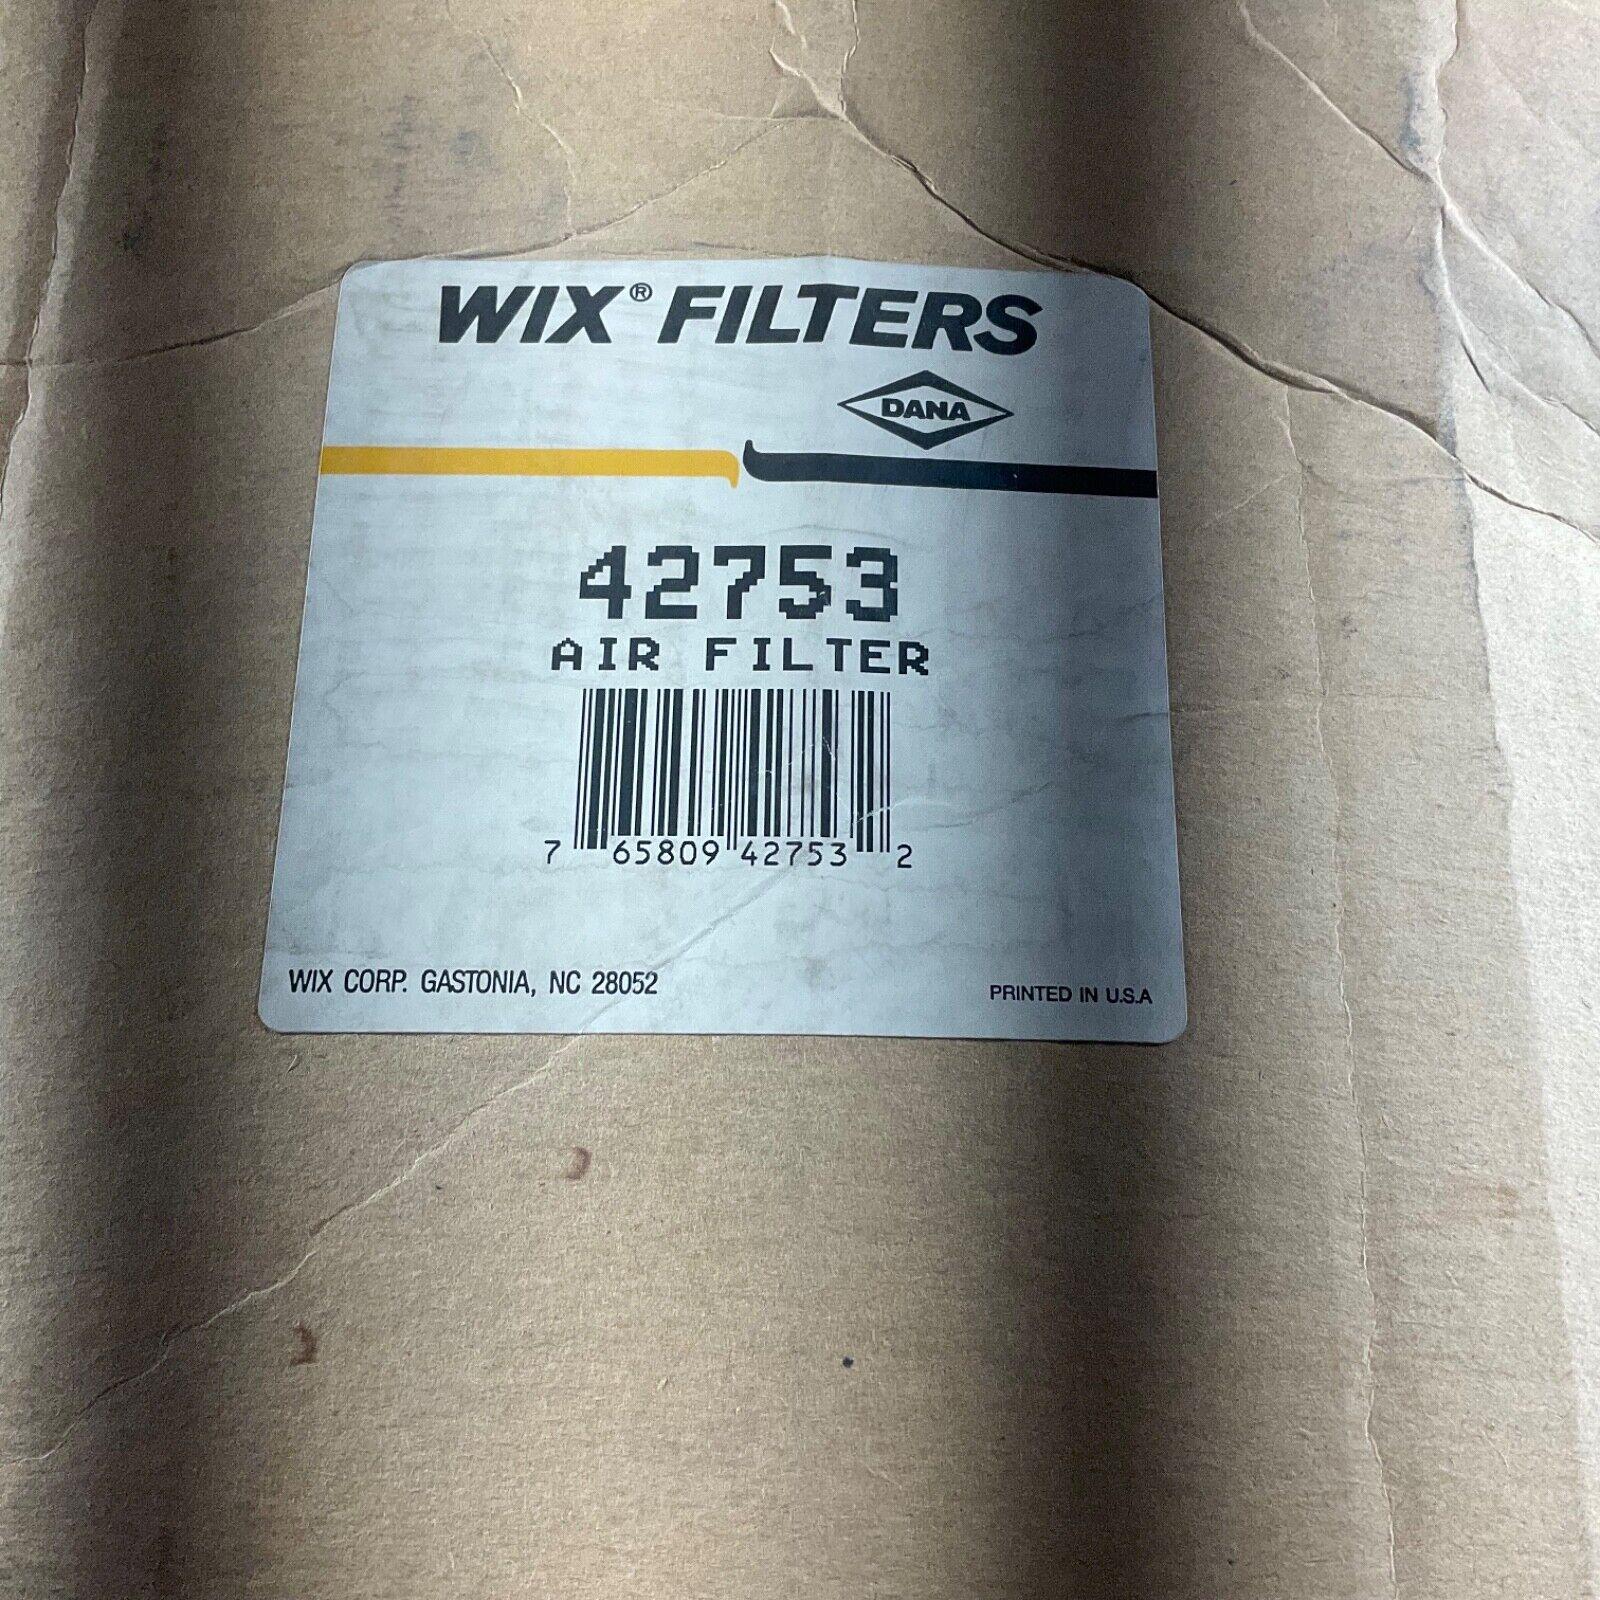 WIX® FILTERS
DANA
42753
AIR FILTER
7 65809 42753 2
WIX CORP. GASTONIA, NC 28052
PRINTED IN U.S.A